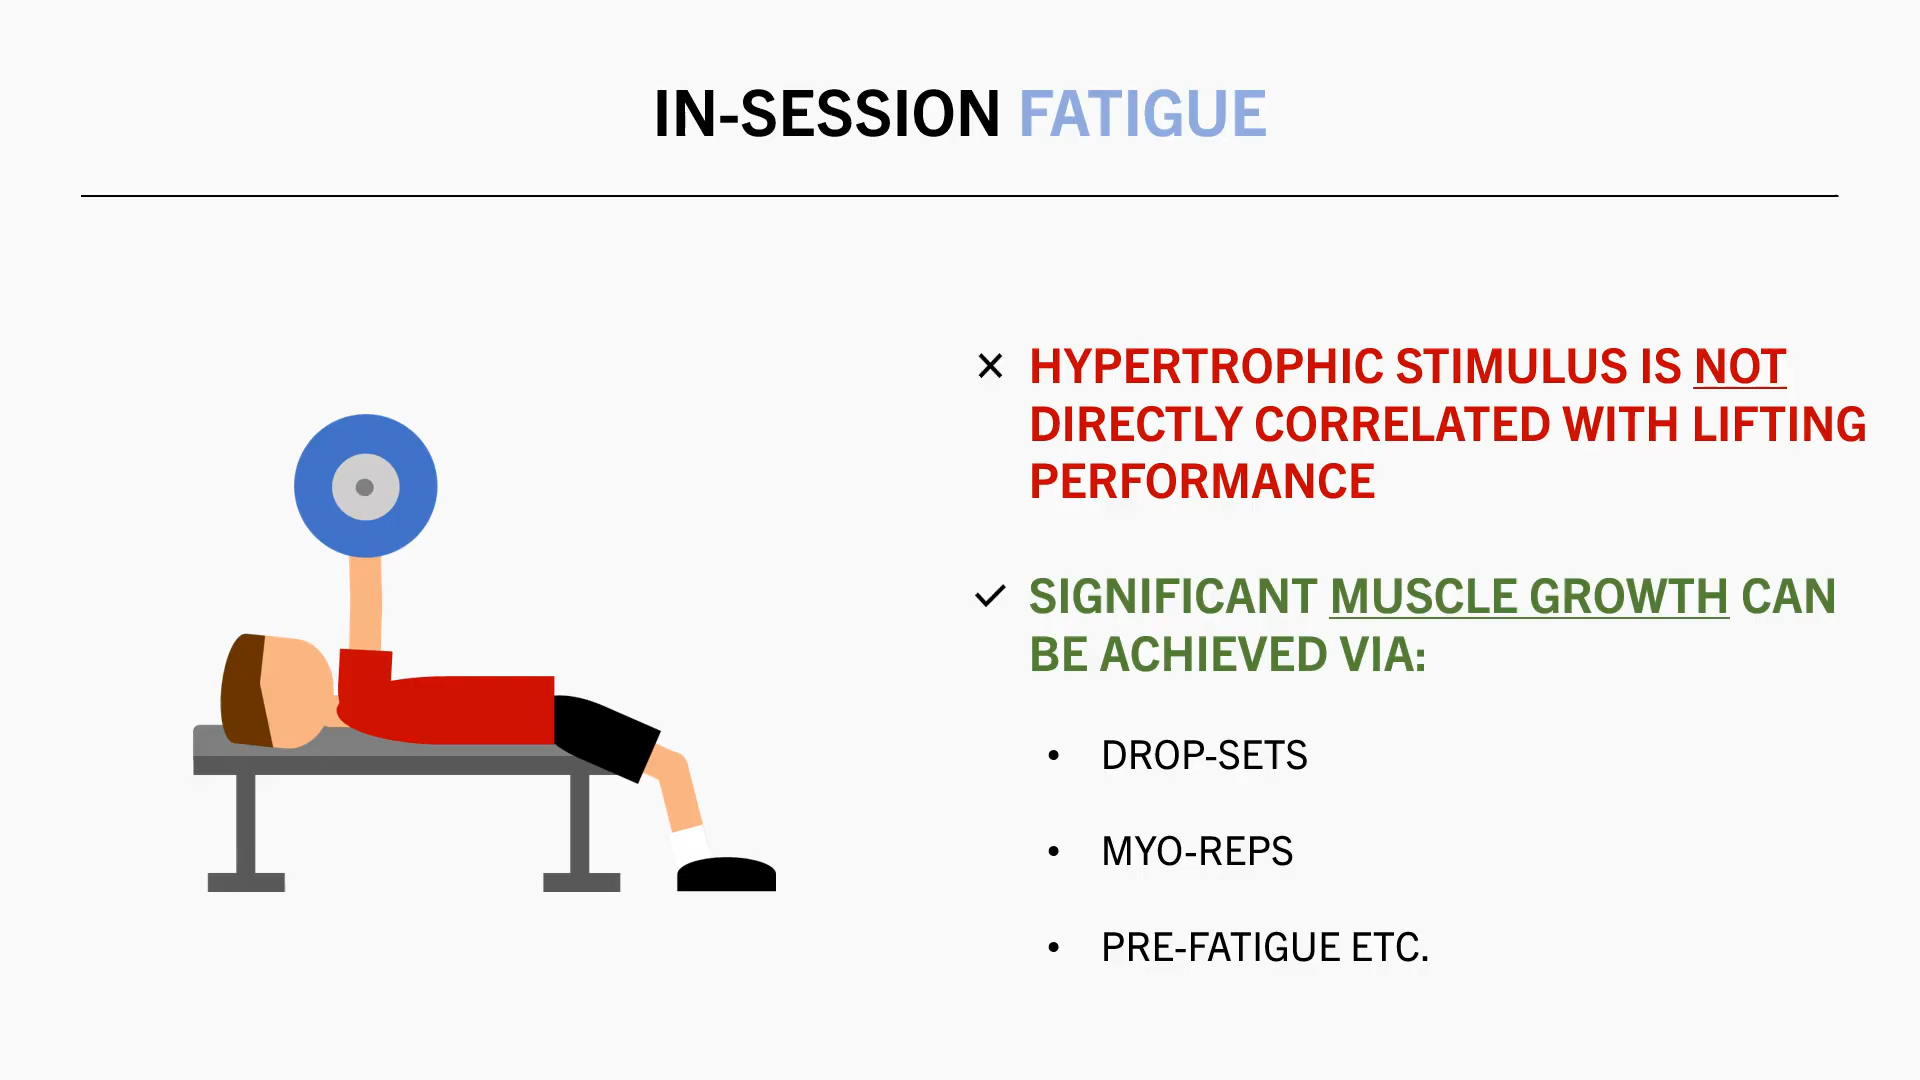 IN-SESSION FATIGUE
HYPERTROPHIC STIMULUS IS NOT
DIRECTLY CORRELATED WITH LIFTING
PERFORMANCE
SIGNIFICANT MUSCLE GROWTH CAN
BE ACHIEVED VIA:
• DROP-SETS
• MYO-REPS
• PRE-FATIGUE ETC.